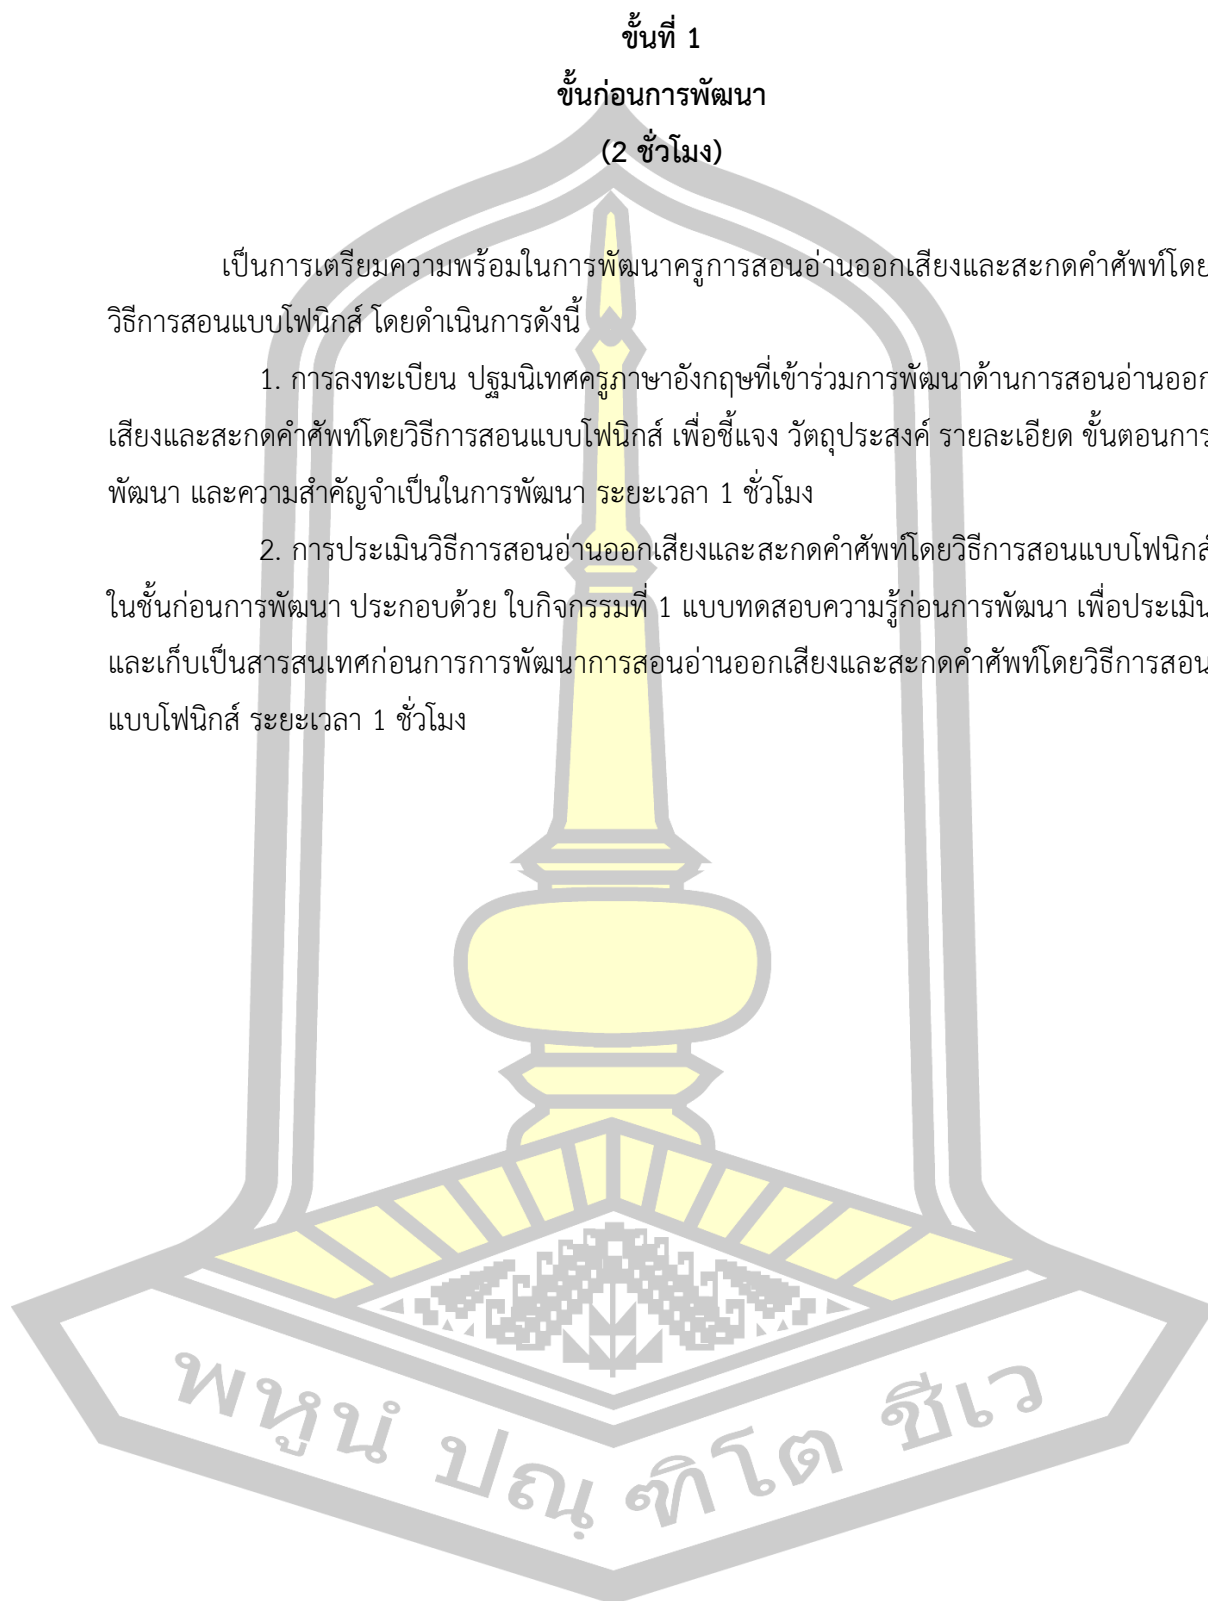 ขั้นที่ 1
ขั้นก่อนการพัฒนา
(2 ชั่วโมง)
เป็นการเตรียมความพร้อมในการพัฒนาครูการสอนอ่านออกเสียงและสะกดคำศัพท์โดย
วิธีการสอนแบบโฟนิกส์ โดยดำเนินการดังนี้
1. การลงทะเบียน ปฐมนิเทศครูภาษาอังกฤษที่เข้าร่วมการพัฒนาด้านการสอนอ่านออก
เสียงและสะกดคำศัพท์โดยวิธีการสอนแบบโฟนิกส์ เพื่อชี้แจง วัตถุประสงค์ รายละเอียด ขั้นตอนการ
พัฒนา และความสำคัญจำเป็นในการพัฒนา ระยะเวลา 1 ชั่วโมง
2. การประเมินวิธีการสอนอ่านออกเสียงและสะกดคำศัพท์โดยวิธีการสอนแบบโฟนิกส์
ในชั้นก่อนการพัฒนา ประกอบด้วย ใบกิจกรรมที่ 1 แบบทดสอบความรู้ก่อนการพัฒนา เพื่อประเมิน
และเก็บเป็นสารสนเทศก่อนการการพัฒนาการสอนอ่านออกเสียงและสะกดคำศัพท์โดยวิธีการสอน
แบบโฟนิกส์ ระยะเวลา 1 ชั่วโมง
พหูนํ ปณฺฑิโต ชีเว